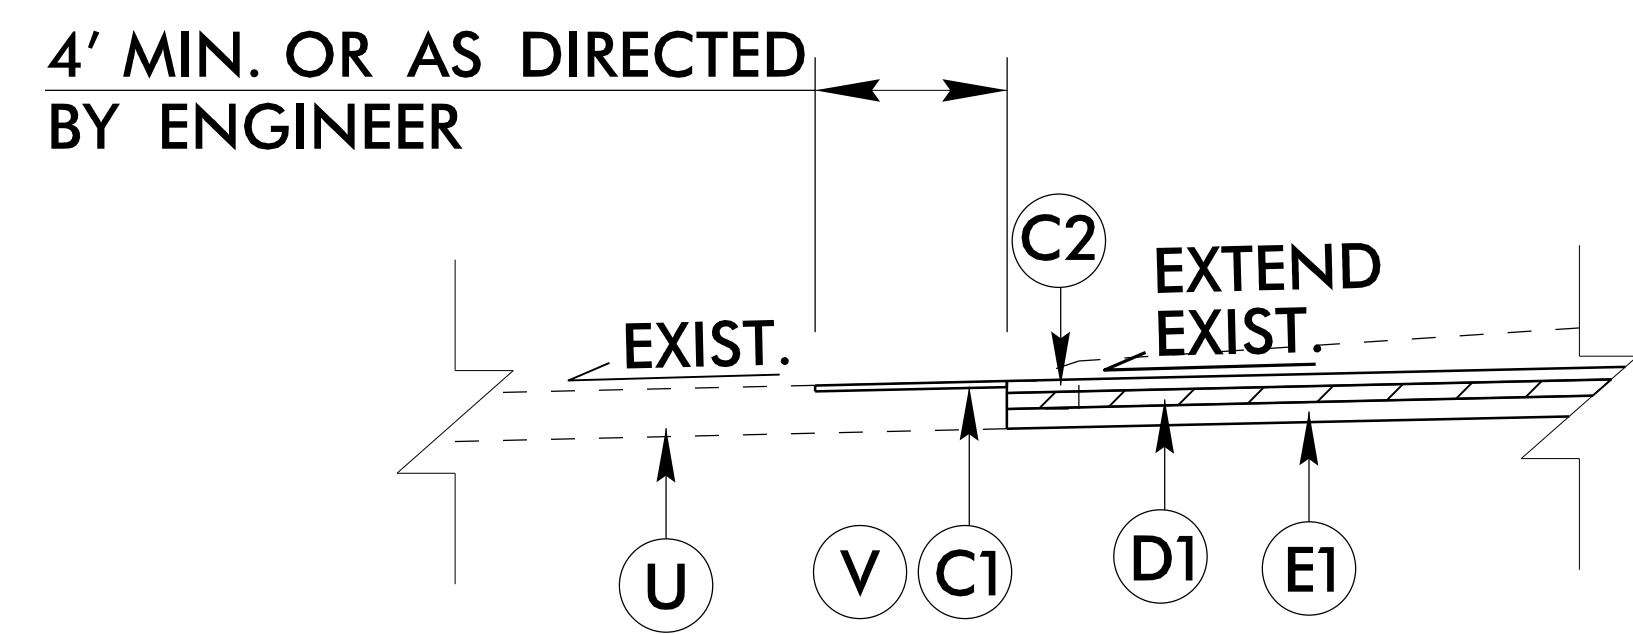 4' MIN. OR AS DIRECTED
BY ENGINEER
C2
EXTEND
EXIST.
EXIST.
U
V
C1
D1
E1